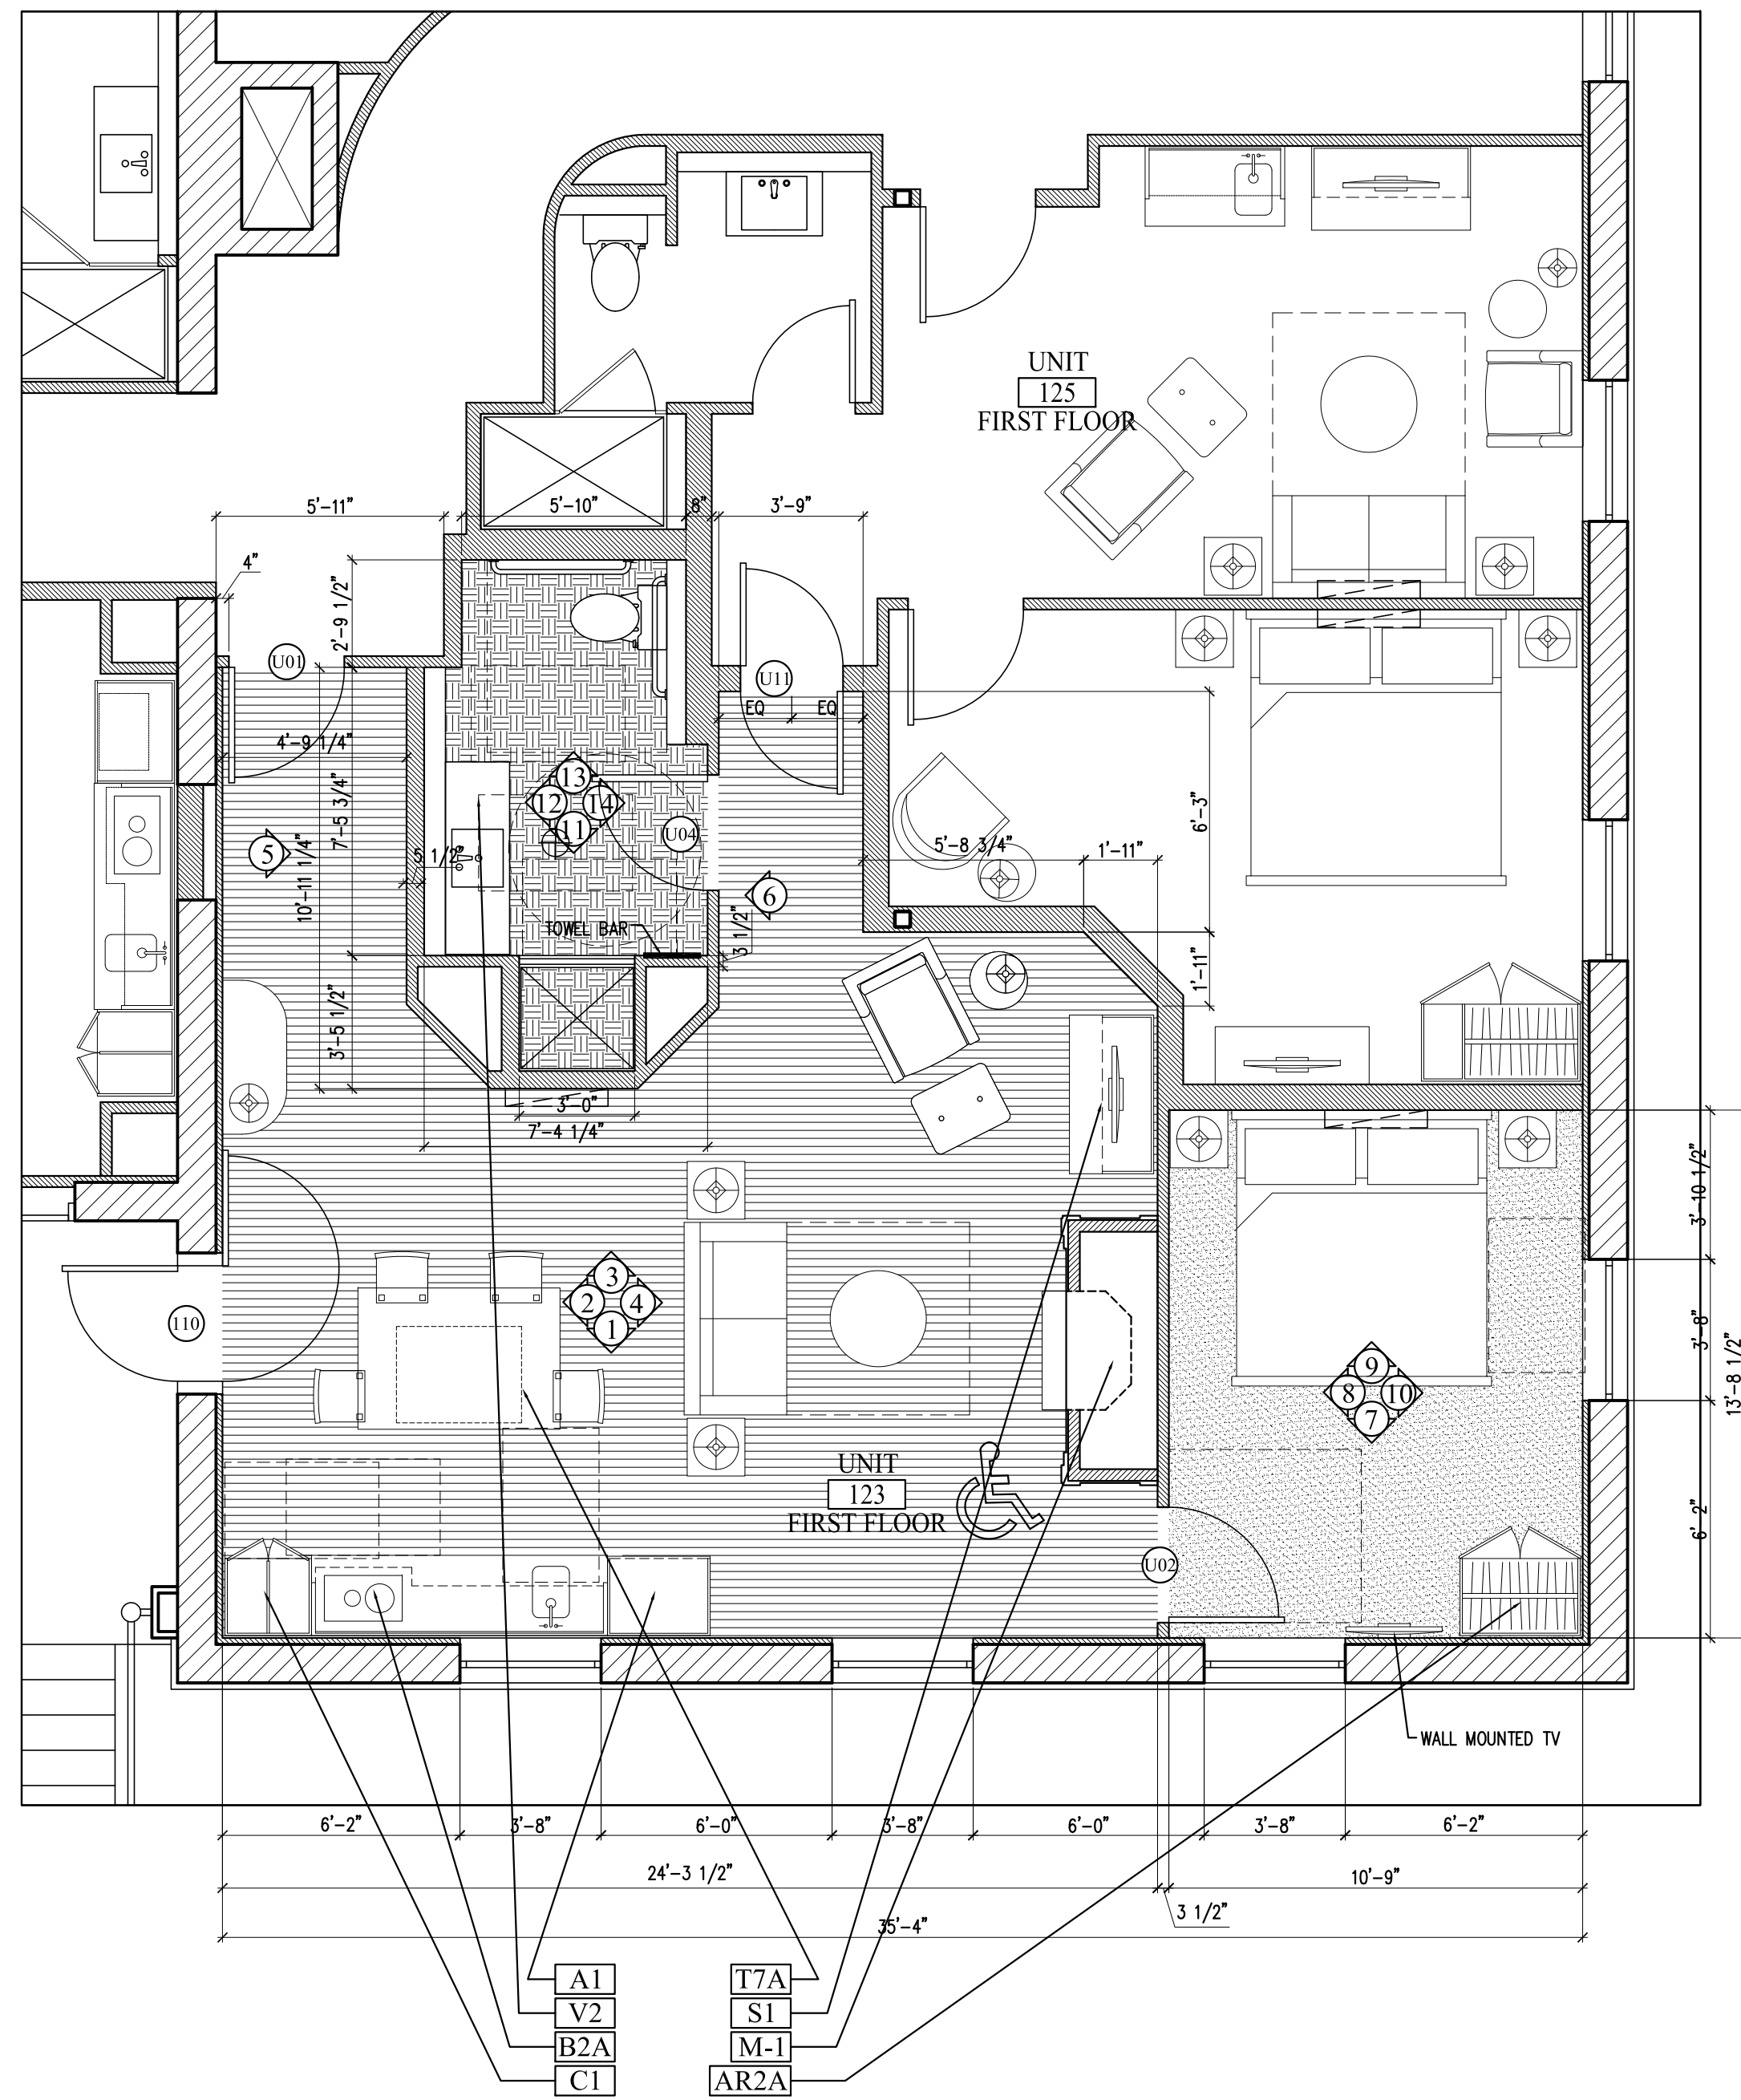 UNIT
125
FIRST FLOOR
5'-11"
5'-10"
8"
3'-9"
4"
2'-9 1/2"
U01
U11
EQ
EQ
4'-9 1/4"
7'-5 3/4"
10'-11 1/4"
5
5 1/2"
13
12
14
11
U04
6
6'-3"
5'-8 3/4"
1'-11"
TOWEL BAR
3 1/2"
1'-11"
3'-5 1/2"
3'-0"
7'-4 1/4"
3'-10 1/2"
3
2
4
1
110
3'-8"
13'-8 1/2"
9
8
10
7
UNIT
123
FIRST FLOOR
6'-2"
U02
WALL MOUNTED TV
6'-2"
3'-8"
6'-0"
3'-8"
6'-0"
3'-8"
6'-2"
24'-3 1/2"
10'-9"
3 1/2"
35'-4"
A1
T7A
V2
S1
B2A
M-1
C1
AR2A